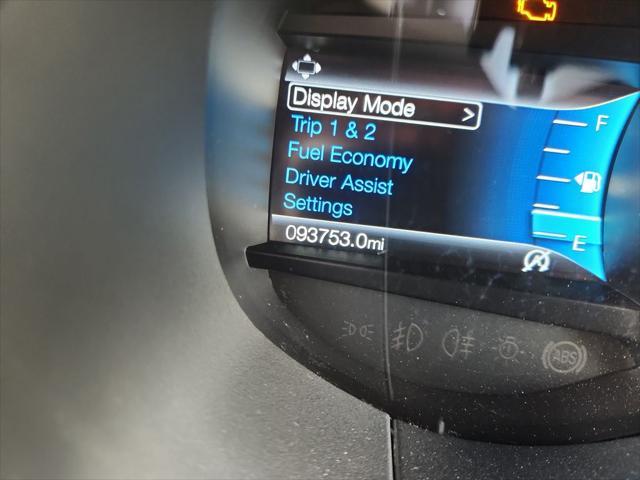 Display Mode >
Trip 1 & 2
Fuel Economy
Driver Assist
Settings
093753.0mi
F
E
A
ABS